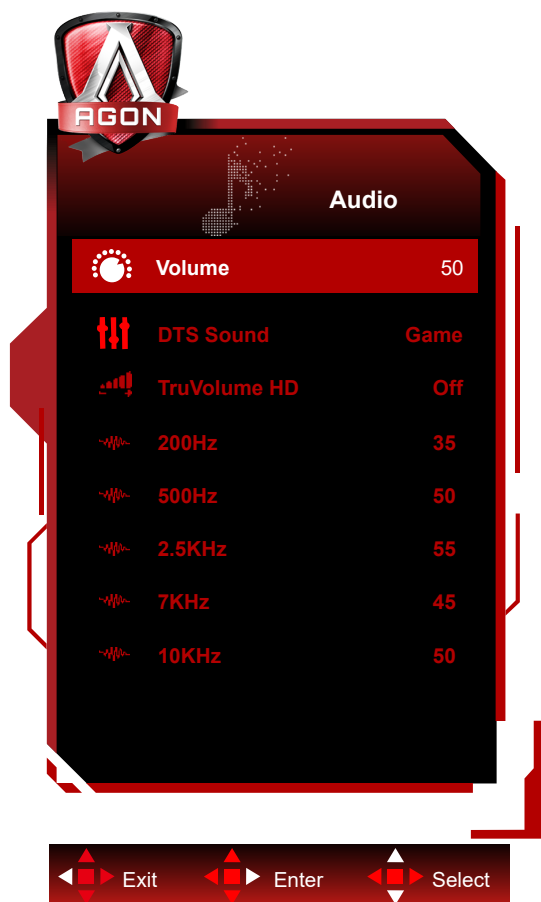 AGON
Audio
Volume 50
DTS Sound Game
TruVolume HD Off
200Hz 35
500Hz 50
2.5KHz 55
7KHz 45
10KHz 50
Exit Enter Select